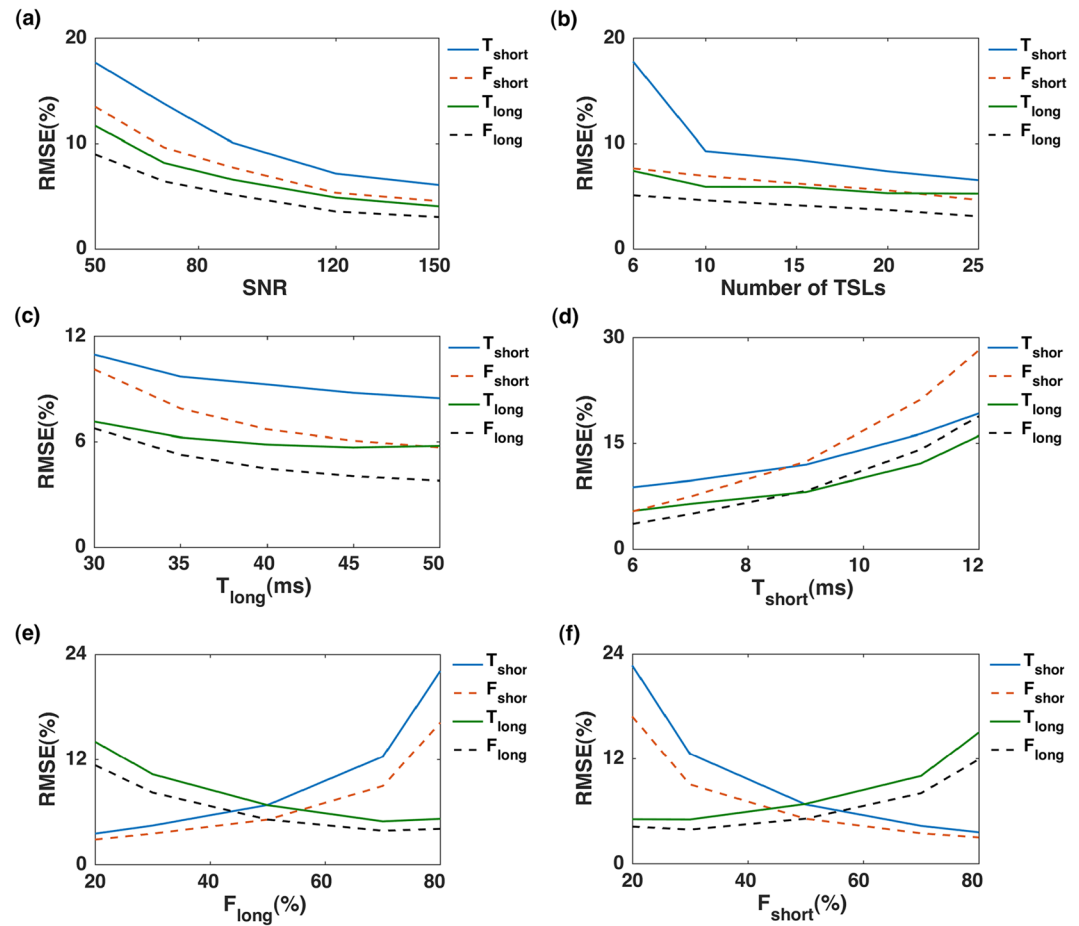 (a)
20
10
0
RMSE(%)
50 80 120 150
SNR
T_short
F_short
T_long
F_long
(b)
20
10
0
RMSE(%)
6 10 15 20 25
Number of TSLs
T_short
F_short
T_long
F_long
(c)
12
6
0
RMSE(%)
30 35 40 45 50
T_long(ms)
T_short
F_short
T_long
F_long
(d)
30
15
0
RMSE(%)
6 8 10 12
T_short(ms)
T_shor
F_shor
T_long
F_long
(e)
24
12
0
RMSE(%)
20 40 60 80
F_long(%)
T_shor
F_shor
T_long
F_long
(f)
24
12
0
RMSE(%)
20 40 60 80
F_short(%)
T_shor
F_shor
T_long
F_long